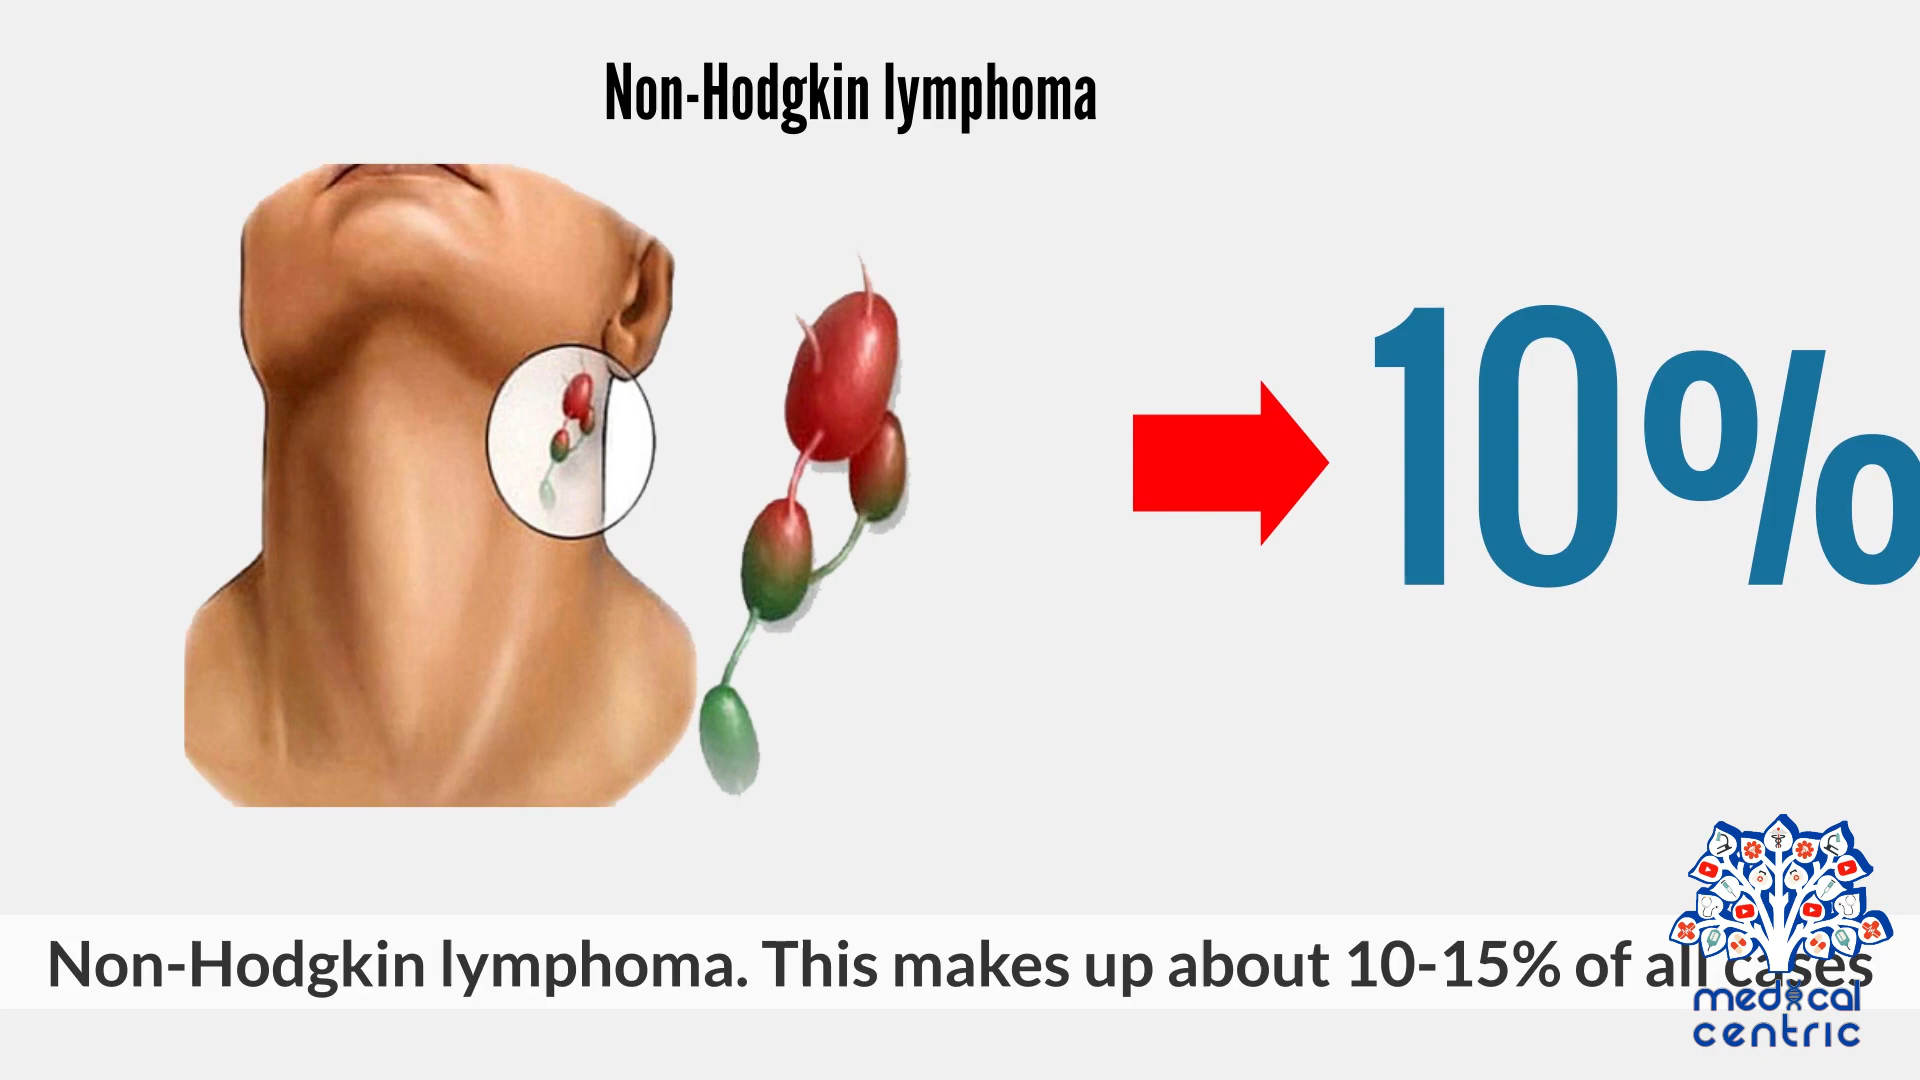 Non-Hodgkin lymphoma
10%
Non-Hodgkin lymphoma. This makes up about 10-15% of all cases
medical
centric